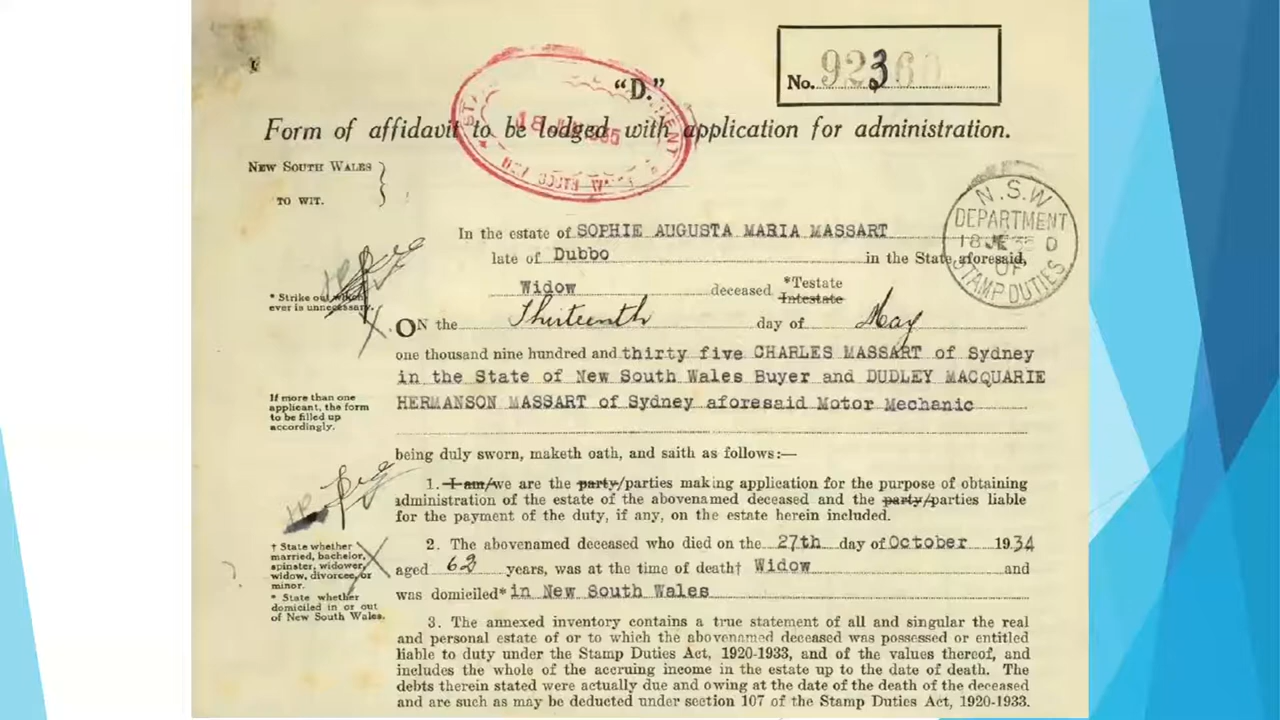 "D."
No. 92360
Form of affidavit to be lodged with application for administration.
NEW SOUTH WALES }
TO WIT.
N.S.W
DEPARTMENT
18 JE 35 D
OF
STAMP DUTIES
In the estate of SOPHIE AUGUSTA MARIA MASSART
late of Dubbo in the State aforesaid,
Widow deceased *Testate
Intestate
* Strike out which
ever is unnecessary.
ON the Thirteenth day of May
one thousand nine hundred and thirty five CHARLES MASSART of Sydney
in the State of New South Wales Buyer and DUDLEY MACQUARIE
HERMANSON MASSART of Sydney aforesaid Motor Mechanic
If more than one
applicant, the form
to be filled up
accordingly.
being duly sworn, maketh oath, and saith as follows:—
1. I am/we are the party/parties making application for the purpose of obtaining
administration of the estate of the abovenamed deceased and the party/parties liable
for the payment of the duty, if any, on the estate herein included.
2. The abovenamed deceased who died on the 27th day of October 1934
aged 62 years, was at the time of death† Widow and
was domiciled* in New South Wales
† State whether
married, bachelor,
spinster, widower,
widow, divorcee, or
minor.
* State whether
domiciled in or out
of New South Wales.
3. The annexed inventory contains a true statement of all and singular the real
and personal estate of or to which the abovenamed deceased was possessed or entitled
liable to duty under the Stamp Duties Act, 1920-1933, and of the values thereof, and
includes the whole of the accruing income in the estate up to the date of death. The
debts therein stated were actually due and owing at the date of the death of the deceased
and are such as may be deducted under section 107 of the Stamp Duties Act, 1920-1933.